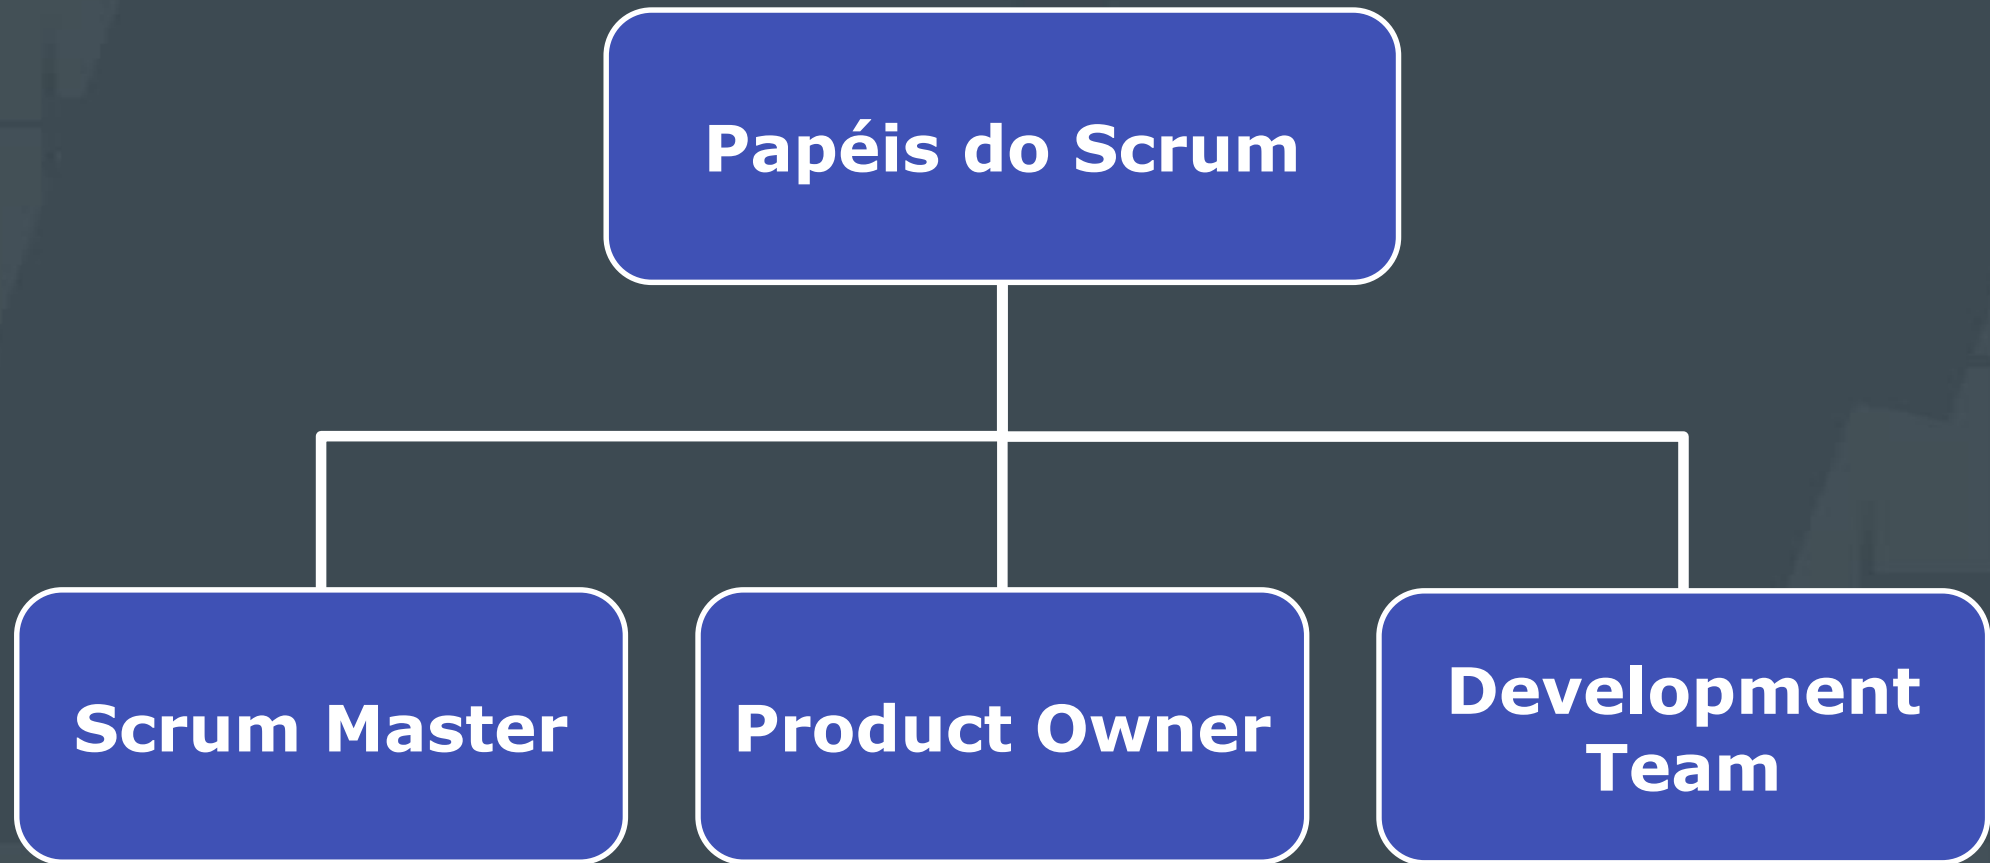 Papéis do Scrum
Scrum Master
Product Owner
Development
Team